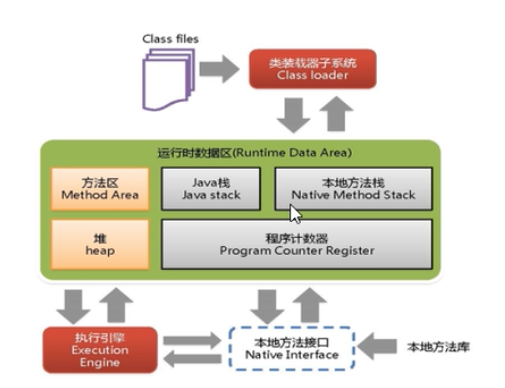 Class files
类装载器子系统
Class loader
运行时数据区(Runtime Data Area)
方法区
Method Area
Java栈
Java stack
本地方法栈
Native Method Stack
堆
heap
程序计数器
Program Counter Register
执行引擎
Execution
Engine
本地方法接口
Native Interface
本地方法库